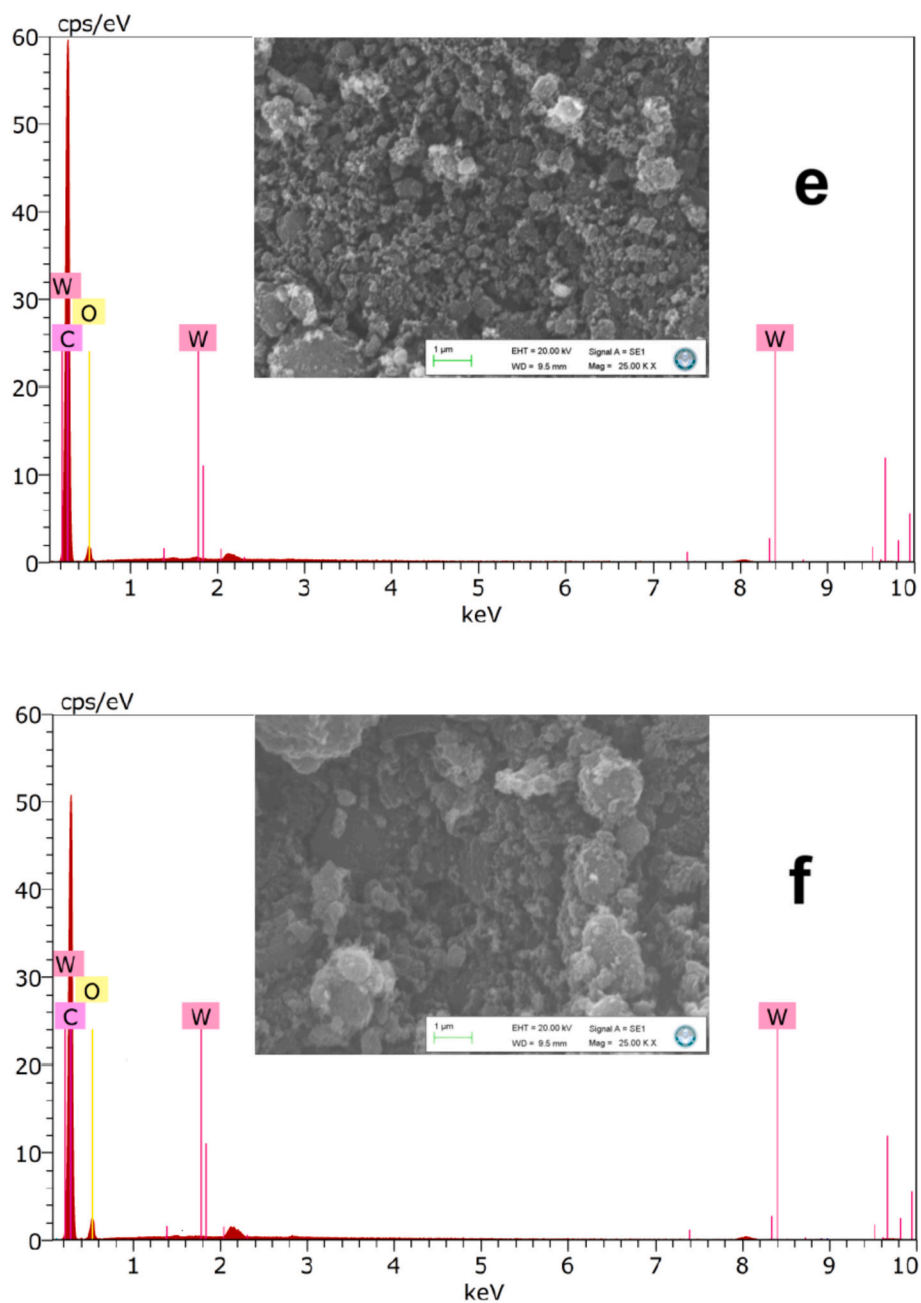 cps/eV
60
50
40
30
20
10
0
W
O
C
W
W
e
1 µm
EHT = 20.00 kV Signal A = SE1
WD = 9.5 mm Mag = 25.00 K X
1 2 3 4 5 6 7 8 9 10
keV
cps/eV
60
50
40
30
20
10
0
W
O
C
W
W
f
1 µm
EHT = 20.00 kV Signal A = SE1
WD = 9.5 mm Mag = 25.00 K X
1 2 3 4 5 6 7 8 9 10
keV